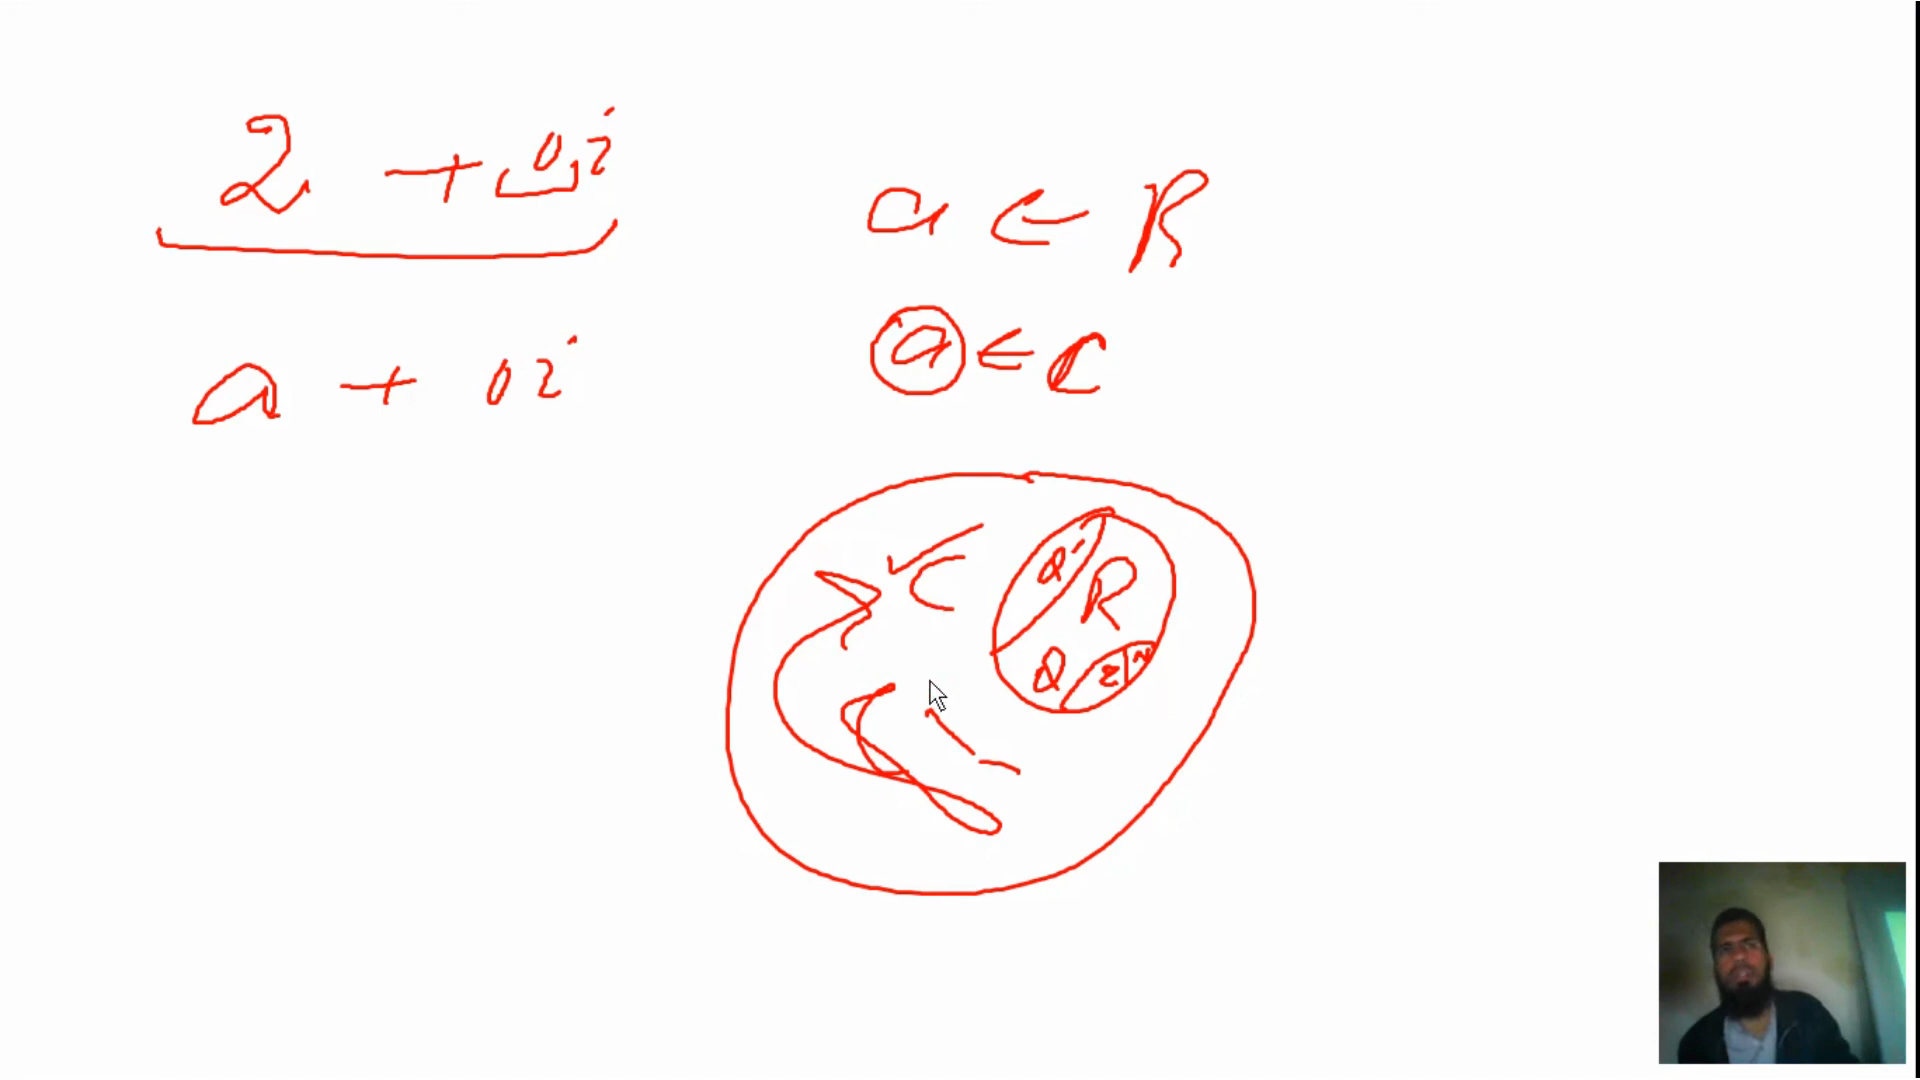 2 + 0i
a ∈ R
a ∈ C
a + 0i
C
Q' R
Q Z N